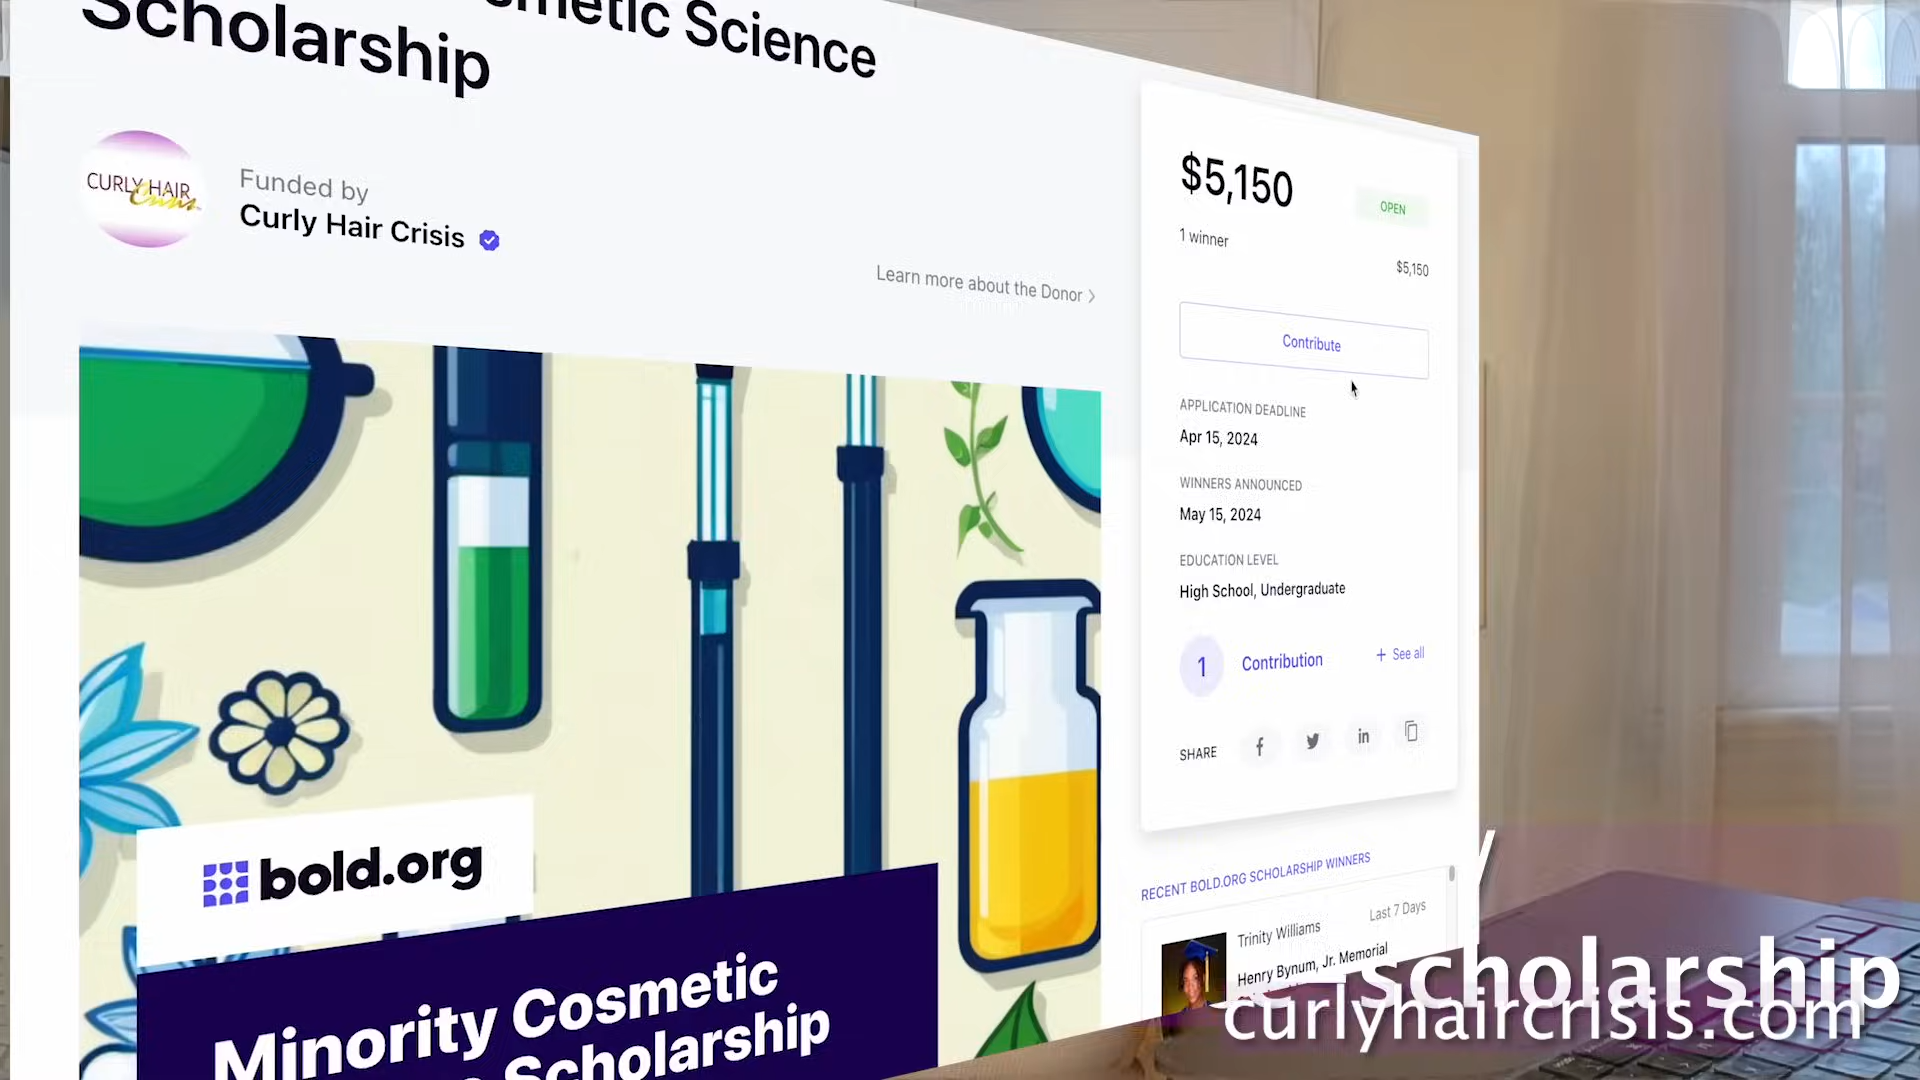 Cosmetic Science
Scholarship
CURLY HAIR
Crisis
Funded by
Curly Hair Crisis
Learn more about the Donor
$5,150
OPEN
1 winner
$5,150
Contribute
APPLICATION DEADLINE
Apr 15, 2024
WINNERS ANNOUNCED
May 15, 2024
EDUCATION LEVEL
High School, Undergraduate
1 Contribution + See all
SHARE
bold.org
Minority Cosmetic
Scholarship
RECENT BOLD.ORG SCHOLARSHIP WINNERS
Trinity Williams Last 7 Days
Henry Bynum, Jr. Memorial
scholarship
curlyhaircrisis.com